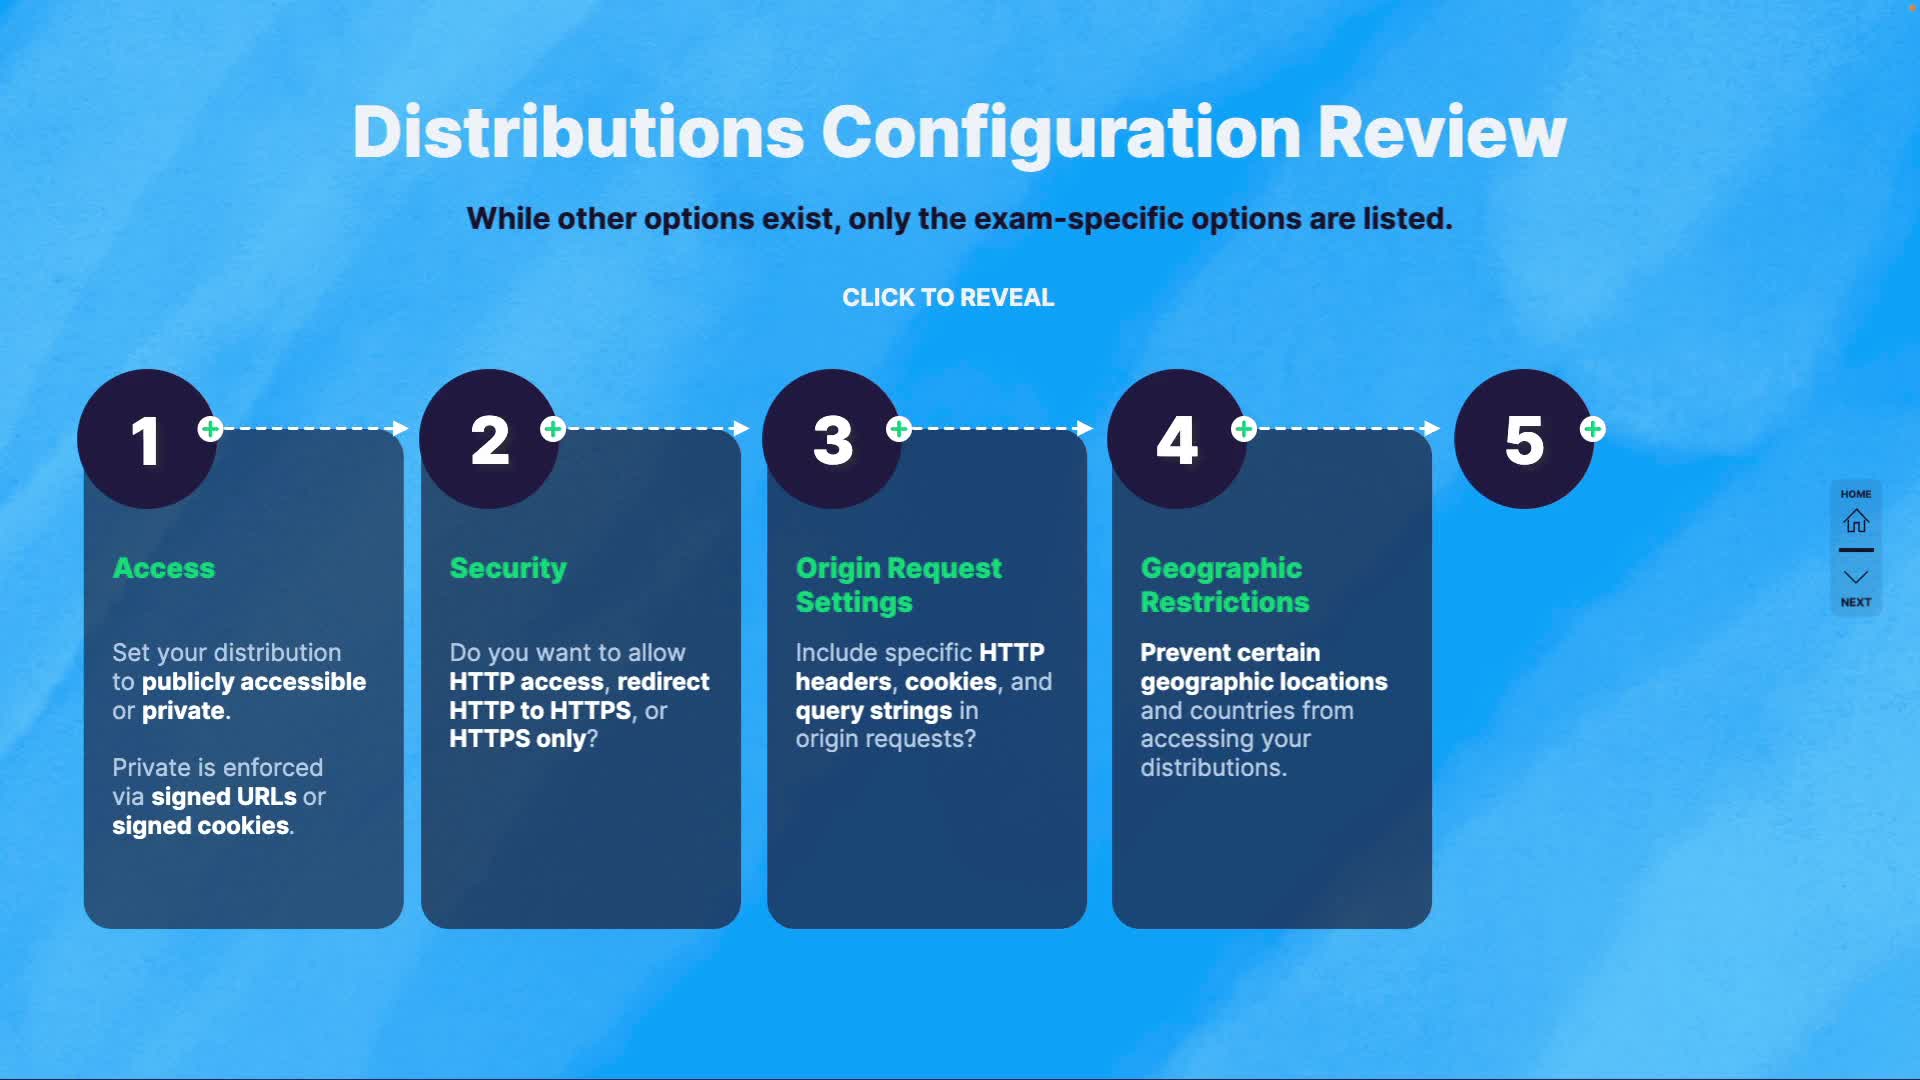 Distributions Configuration Review
While other options exist, only the exam-specific options are listed.
CLICK TO REVEAL
1
Access
Set your distribution
to publicly accessible
or private.
Private is enforced
via signed URLs or
signed cookies.
2
Security
Do you want to allow
HTTP access, redirect
HTTP to HTTPS, or
HTTPS only?
3
Origin Request
Settings
Include specific HTTP
headers, cookies, and
query strings in
origin requests?
4
Geographic
Restrictions
Prevent certain
geographic locations
and countries from
accessing your
distributions.
5
HOME
NEXT